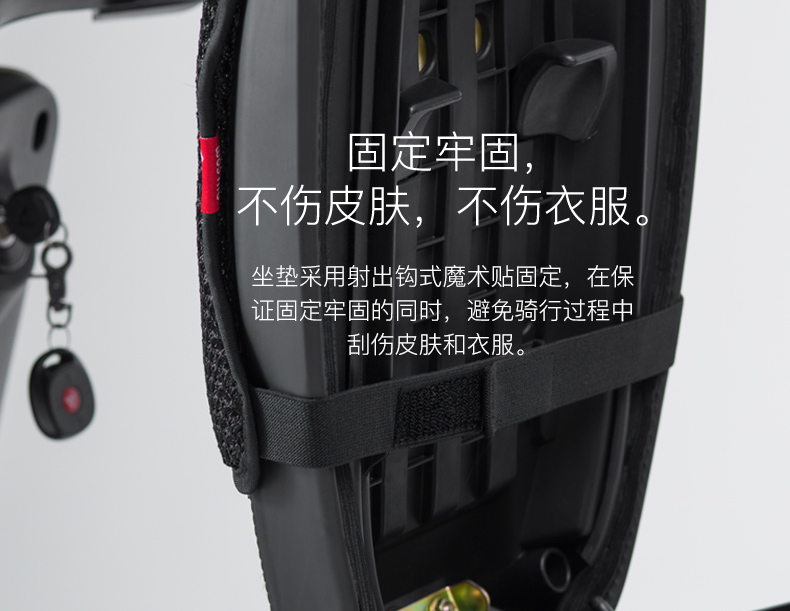 固定牢固，
不伤皮肤，不伤衣服。
坐垫采用射出钩式魔术贴固定，在保
证固定牢固的同时，避免骑行过程中
刮伤皮肤和衣服。